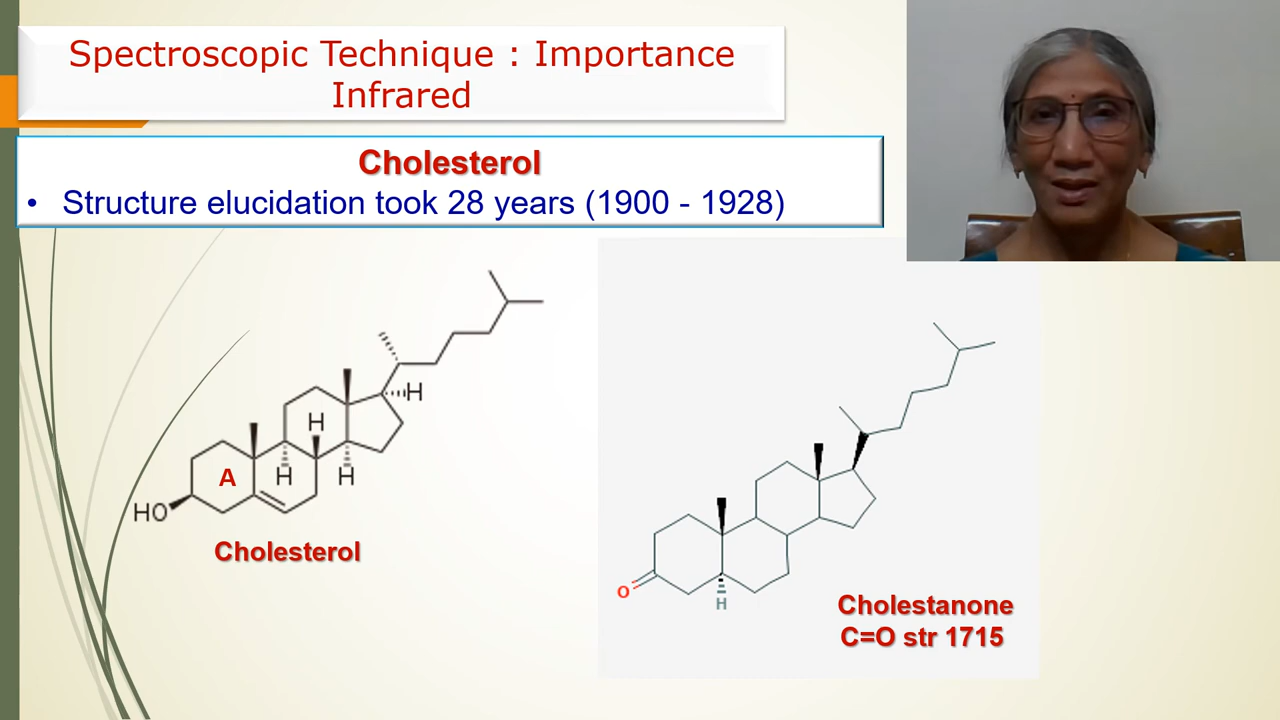 Spectroscopic Technique : Importance
Infrared
Cholesterol
• Structure elucidation took 28 years (1900 - 1928)
H
H
A
H
H
HO
Cholesterol
O
H
Cholestanone
C=O str 1715